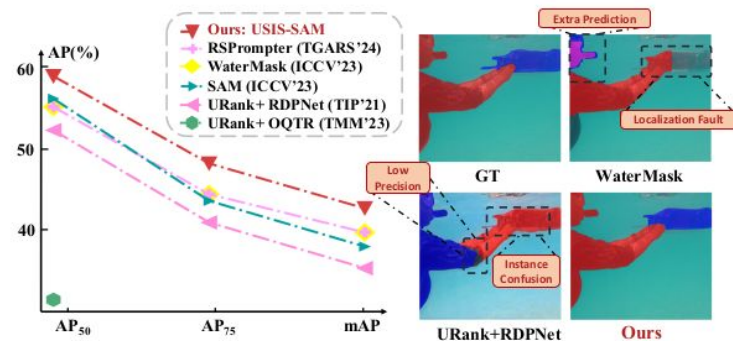 AP(%)
60
50
40
AP50
AP75
mAP
Ours: USIS-SAM
RSPrompter (TGARS'24)
WaterMask (ICCV'23)
SAM (ICCV'23)
URank+ RDPNet (TIP'21)
URank+ OQTR (TMM'23)
Extra Prediction
Localization Fault
GT
WaterMask
Low
Precision
Instance
Confusion
URank+RDPNet
Ours